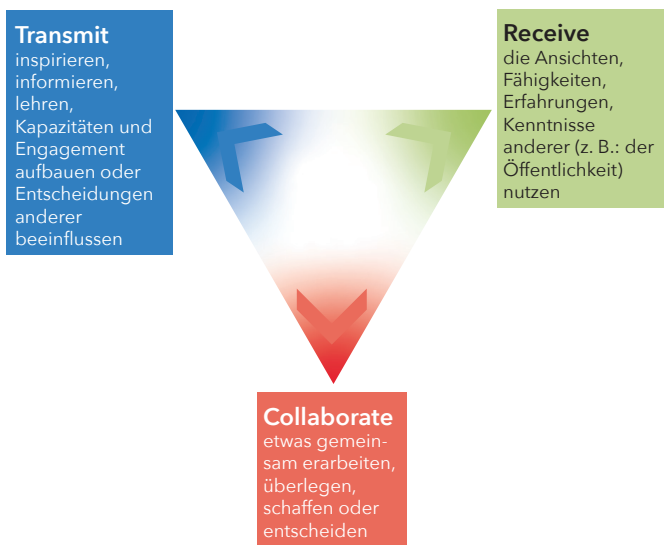 Transmit
inspirieren,
informieren,
lehren,
Kapazitäten und
Engagement
aufbauen oder
Entscheidungen
anderer
beeinflussen
Receive
die Ansichten,
Fähigkeiten,
Erfahrungen,
Kenntnisse
anderer (z. B.: der
Öffentlichkeit)
nutzen
Collaborate
etwas gemein-
sam erarbeiten,
überlegen,
schaffen oder
entscheiden